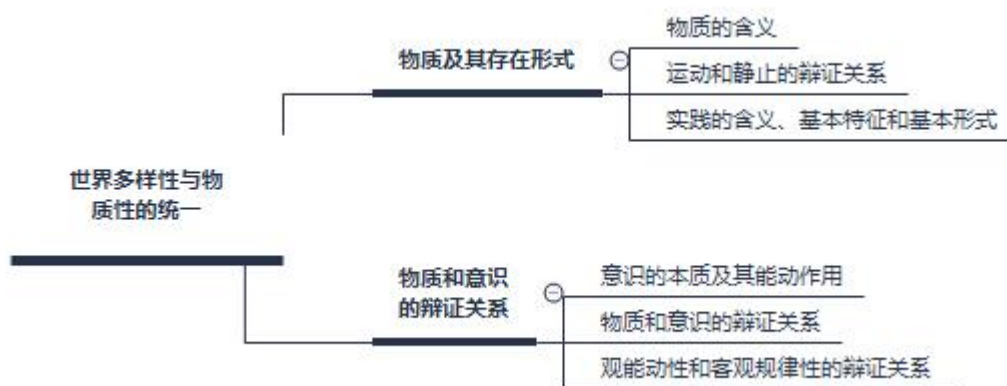 世界多样性与物
质性的统一
物质及其存在形式
物质的含义
运动和静止的辩证关系
实践的含义、基本特征和基本形式
物质和意识
的辩证关系
意识的本质及其能动作用
物质和意识的辩证关系
观能动性和客观规律性的辩证关系